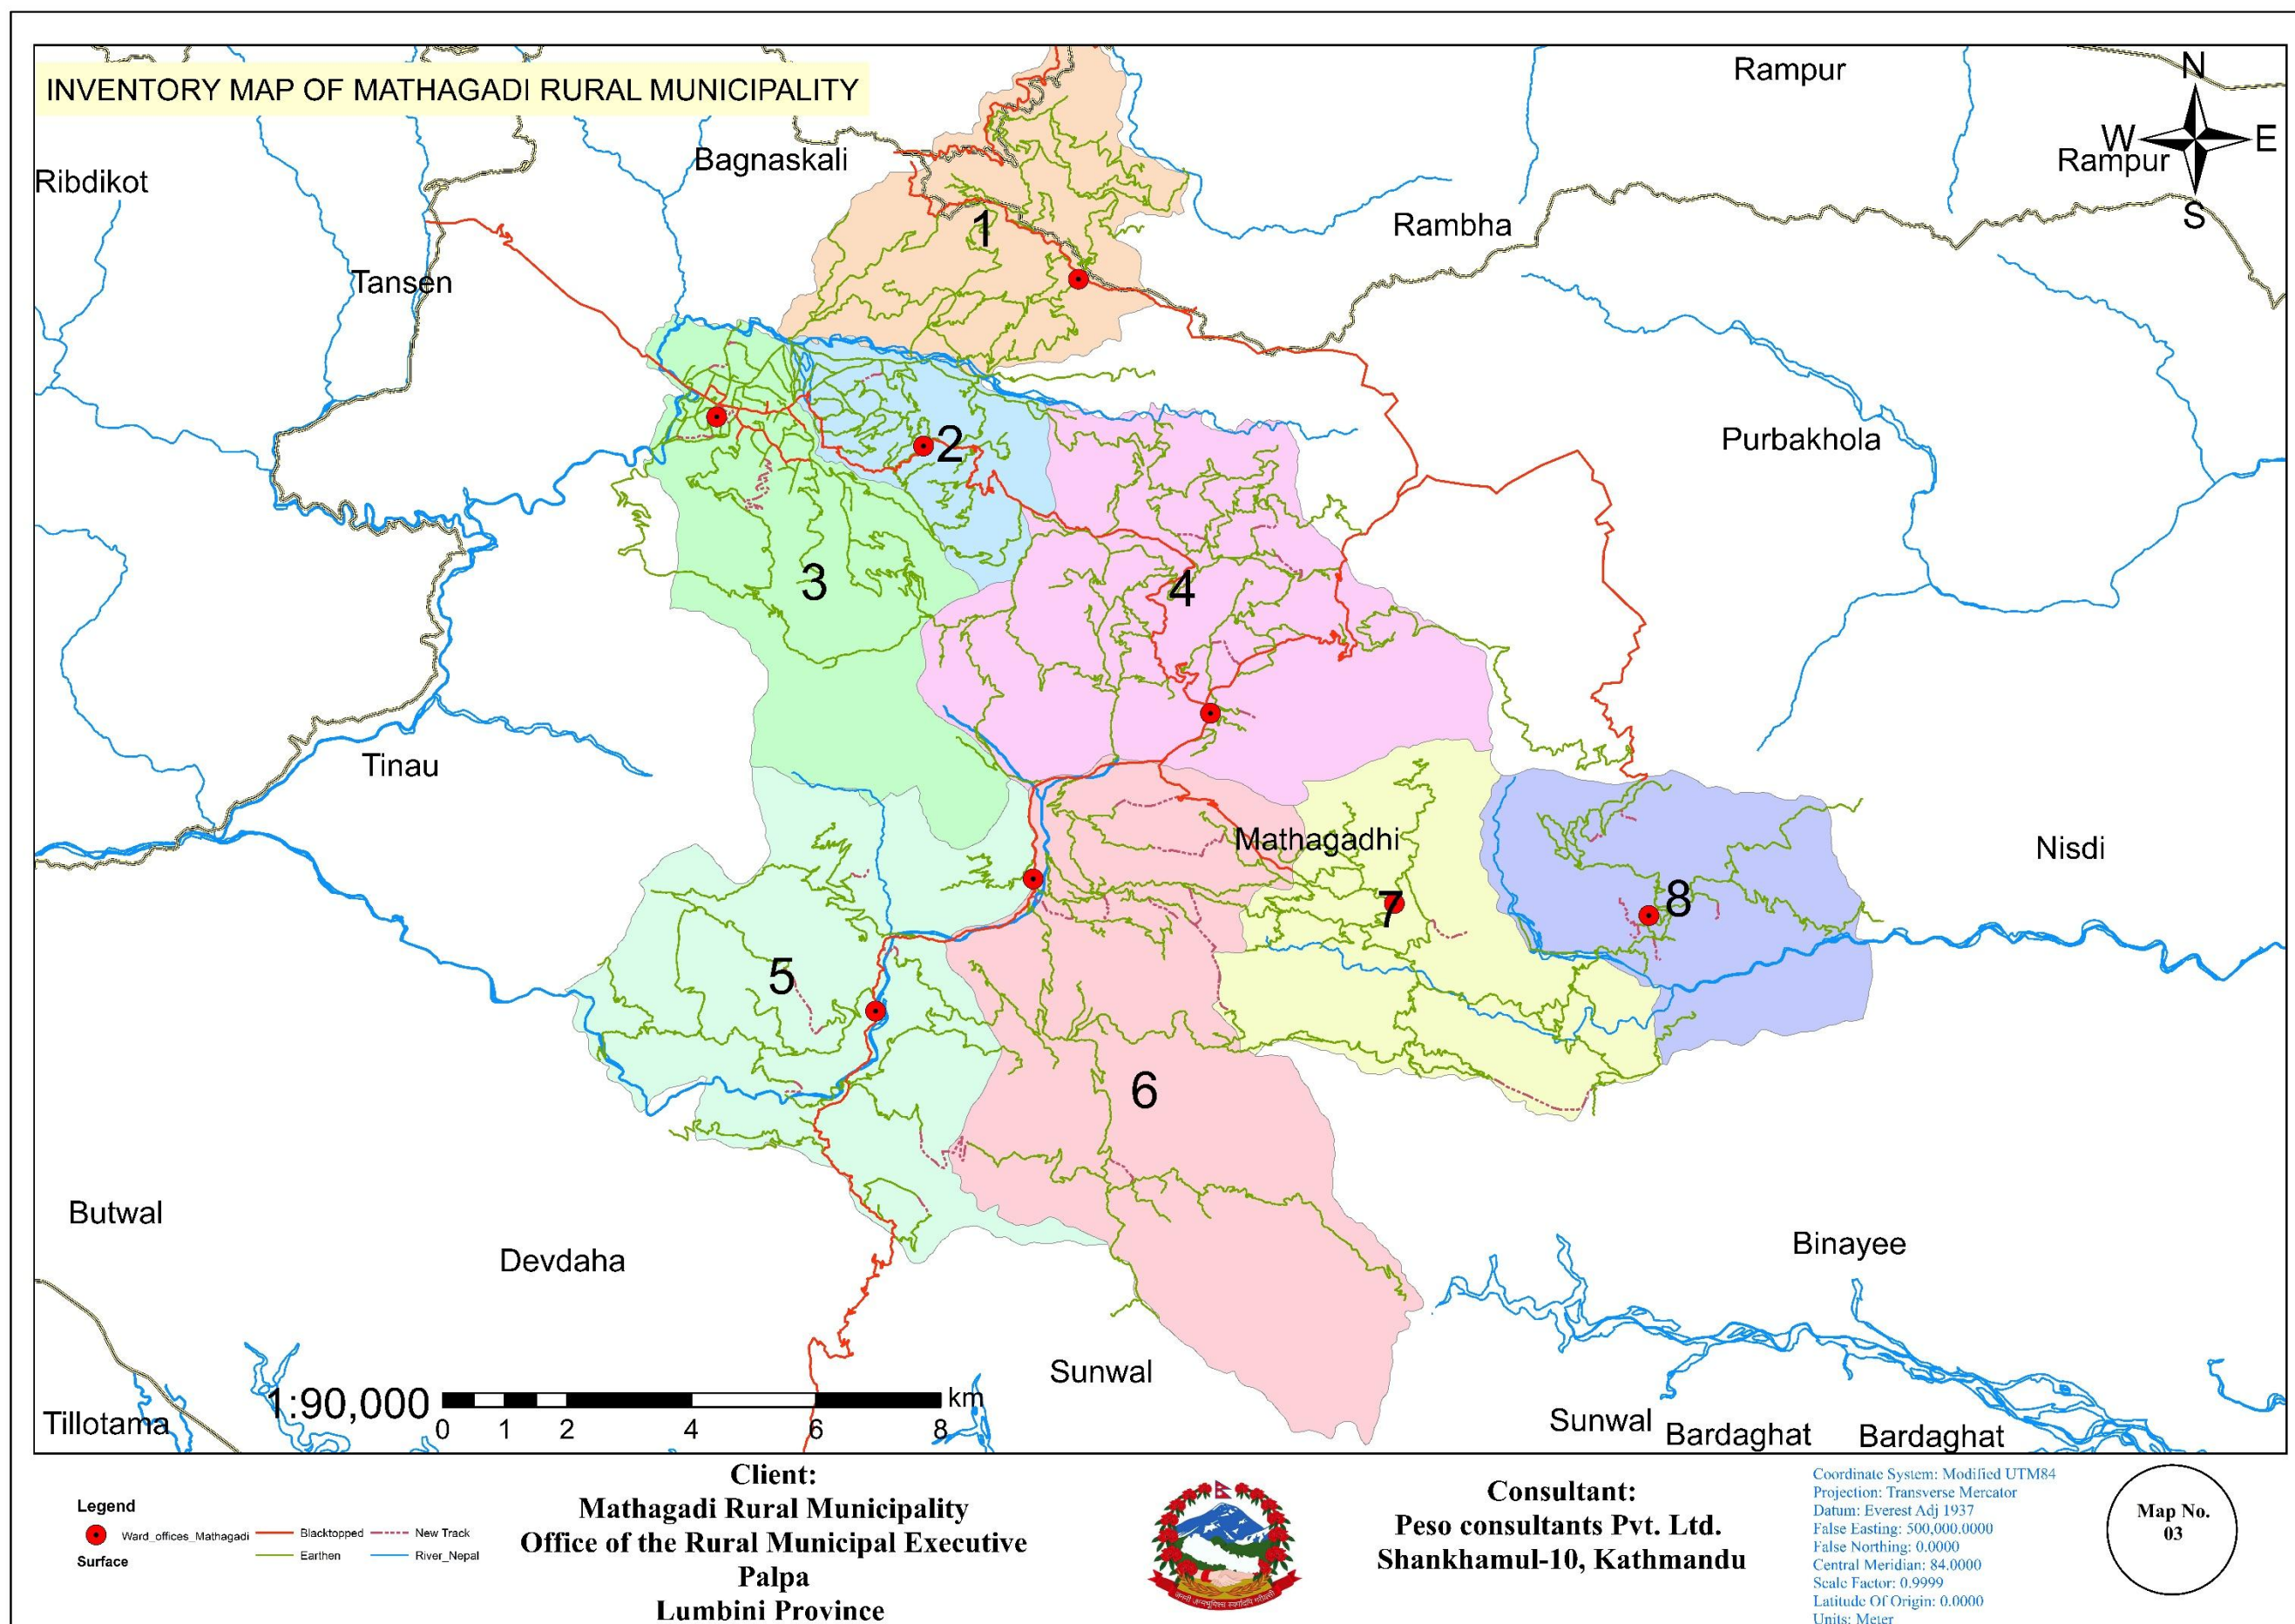 INVENTORY MAP OF MATHAGADI RURAL MUNICIPALITY
N
W E
S
Rampur
Rampur
Bagnaskali
Ribdikot
Rambha
1
Tansen
Purbakhola
2
3
4
Tinau
Mathagadhi
Nisdi
7
8
5
6
Butwal
Devdaha
Binayee
Sunwal
Tillotama
Sunwal
Bardaghat
Bardaghat
1:90,000
km
0 1 2 4 6 8
Legend
Ward_offices_Mathagadi
Surface
Blacktopped
Earthen
New Track
River_Nepal
Client:
Mathagadi Rural Municipality
Office of the Rural Municipal Executive
Palpa
Lumbini Province
Consultant:
Peso consultants Pvt. Ltd.
Shankhamul-10, Kathmandu
Coordinate System: Modified UTM84
Projection: Transverse Mercator
Datum: Everest Adj 1937
False Easting: 500,000.0000
False Northing: 0.0000
Central Meridian: 84.0000
Scale Factor: 0.9999
Latitude Of Origin: 0.0000
Units: Meter
Map No.
03